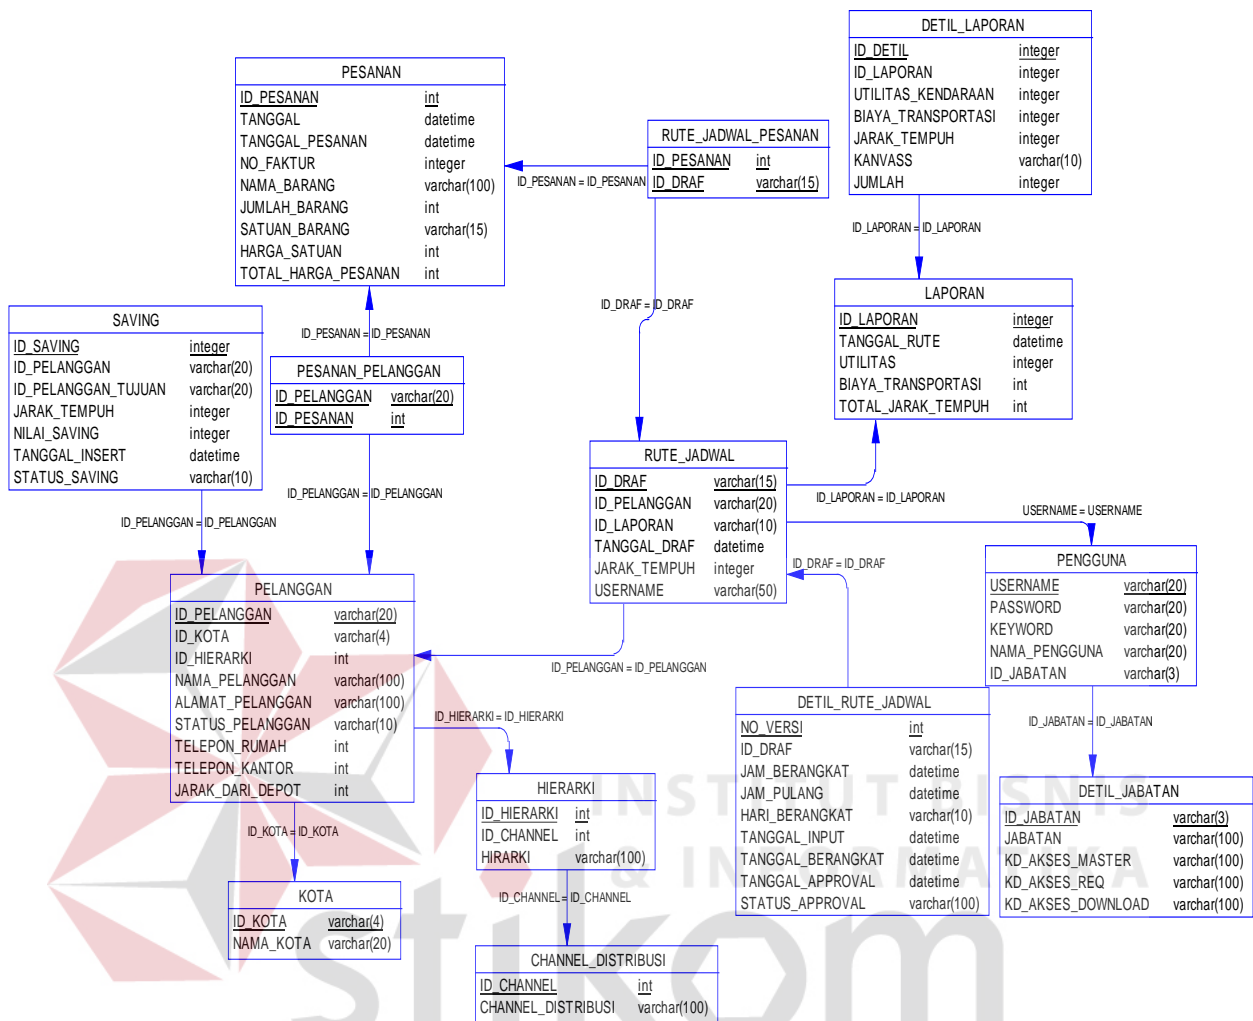 DETIL_LAPORAN
ID_DETIL integer
ID_LAPORAN integer
UTILITAS_KENDARAAN integer
BIAYA_TRANSPORTASI integer
JARAK_TEMPUH integer
KANVASS varchar(10)
JUMLAH integer
PESANAN
ID_PESANAN int
TANGGAL datetime
TANGGAL_PESANAN datetime
NO_FAKTUR integer
NAMA_BARANG varchar(100)
JUMLAH_BARANG int
SATUAN_BARANG varchar(15)
HARGA_SATUAN int
TOTAL_HARGA_PESANAN int
RUTE_JADWAL_PESANAN
ID_PESANAN int
ID_DRAF varchar(15)
ID_PESANAN = ID_PESANAN
ID_LAPORAN = ID_LAPORAN
ID_DRAF = ID_DRAF
LAPORAN
ID_LAPORAN integer
TANGGAL_RUTE datetime
UTILITAS integer
BIAYA_TRANSPORTASI int
TOTAL_JARAK_TEMPUH int
SAVING
ID_SAVING integer
ID_PELANGGAN varchar(20)
ID_PELANGGAN_TUJUAN varchar(20)
JARAK_TEMPUH integer
NILAI_SAVING integer
TANGGAL_INSERT datetime
STATUS_SAVING varchar(10)
ID_PESANAN = ID_PESANAN
PESANAN_PELANGGAN
ID_PELANGGAN varchar(20)
ID_PESANAN int
ID_PELANGGAN = ID_PELANGGAN
ID_PELANGGAN = ID_PELANGGAN
RUTE_JADWAL
ID_DRAF varchar(15)
ID_PELANGGAN varchar(20)
ID_LAPORAN varchar(10)
TANGGAL_DRAF datetime
JARAK_TEMPUH integer
USERNAME varchar(50)
ID_LAPORAN = ID_LAPORAN
USERNAME = USERNAME
ID_DRAF = ID_DRAF
PENGGUNA
USERNAME varchar(20)
PASSWORD varchar(20)
KEYWORD varchar(20)
NAMA_PENGGUNA varchar(20)
ID_JABATAN varchar(3)
PELANGGAN
ID_PELANGGAN varchar(20)
ID_KOTA varchar(4)
ID_HIERARKI int
NAMA_PELANGGAN varchar(100)
ALAMAT_PELANGGAN varchar(100)
STATUS_PELANGGAN varchar(10)
TELEPON_RUMAH int
TELEPON_KANTOR int
JARAK_DARI_DEPOT int
ID_PELANGGAN = ID_PELANGGAN
ID_HIERARKI = ID_HIERARKI
ID_JABATAN = ID_JABATAN
DETIL_RUTE_JADWAL
NO_VERSI int
ID_DRAF varchar(15)
JAM_BERANGKAT datetime
JAM_PULANG datetime
HARI_BERANGKAT varchar(10)
TANGGAL_INPUT datetime
TANGGAL_BERANGKAT datetime
TANGGAL_APPROVAL datetime
STATUS_APPROVAL varchar(100)
HIERARKI
ID_HIERARKI int
ID_CHANNEL int
HIRARKI varchar(100)
DETIL_JABATAN
ID_JABATAN varchar(3)
JABATAN varchar(100)
KD_AKSES_MASTER varchar(100)
KD_AKSES_REQ varchar(100)
KD_AKSES_DOWNLOAD varchar(100)
ID_KOTA = ID_KOTA
KOTA
ID_KOTA varchar(4)
NAMA_KOTA varchar(20)
ID_CHANNEL = ID_CHANNEL
CHANNEL_DISTRIBUSI
ID_CHANNEL int
CHANNEL_DISTRIBUSI varchar(100)
INSTITUT BISNIS
& INFORMATIKA
stikom